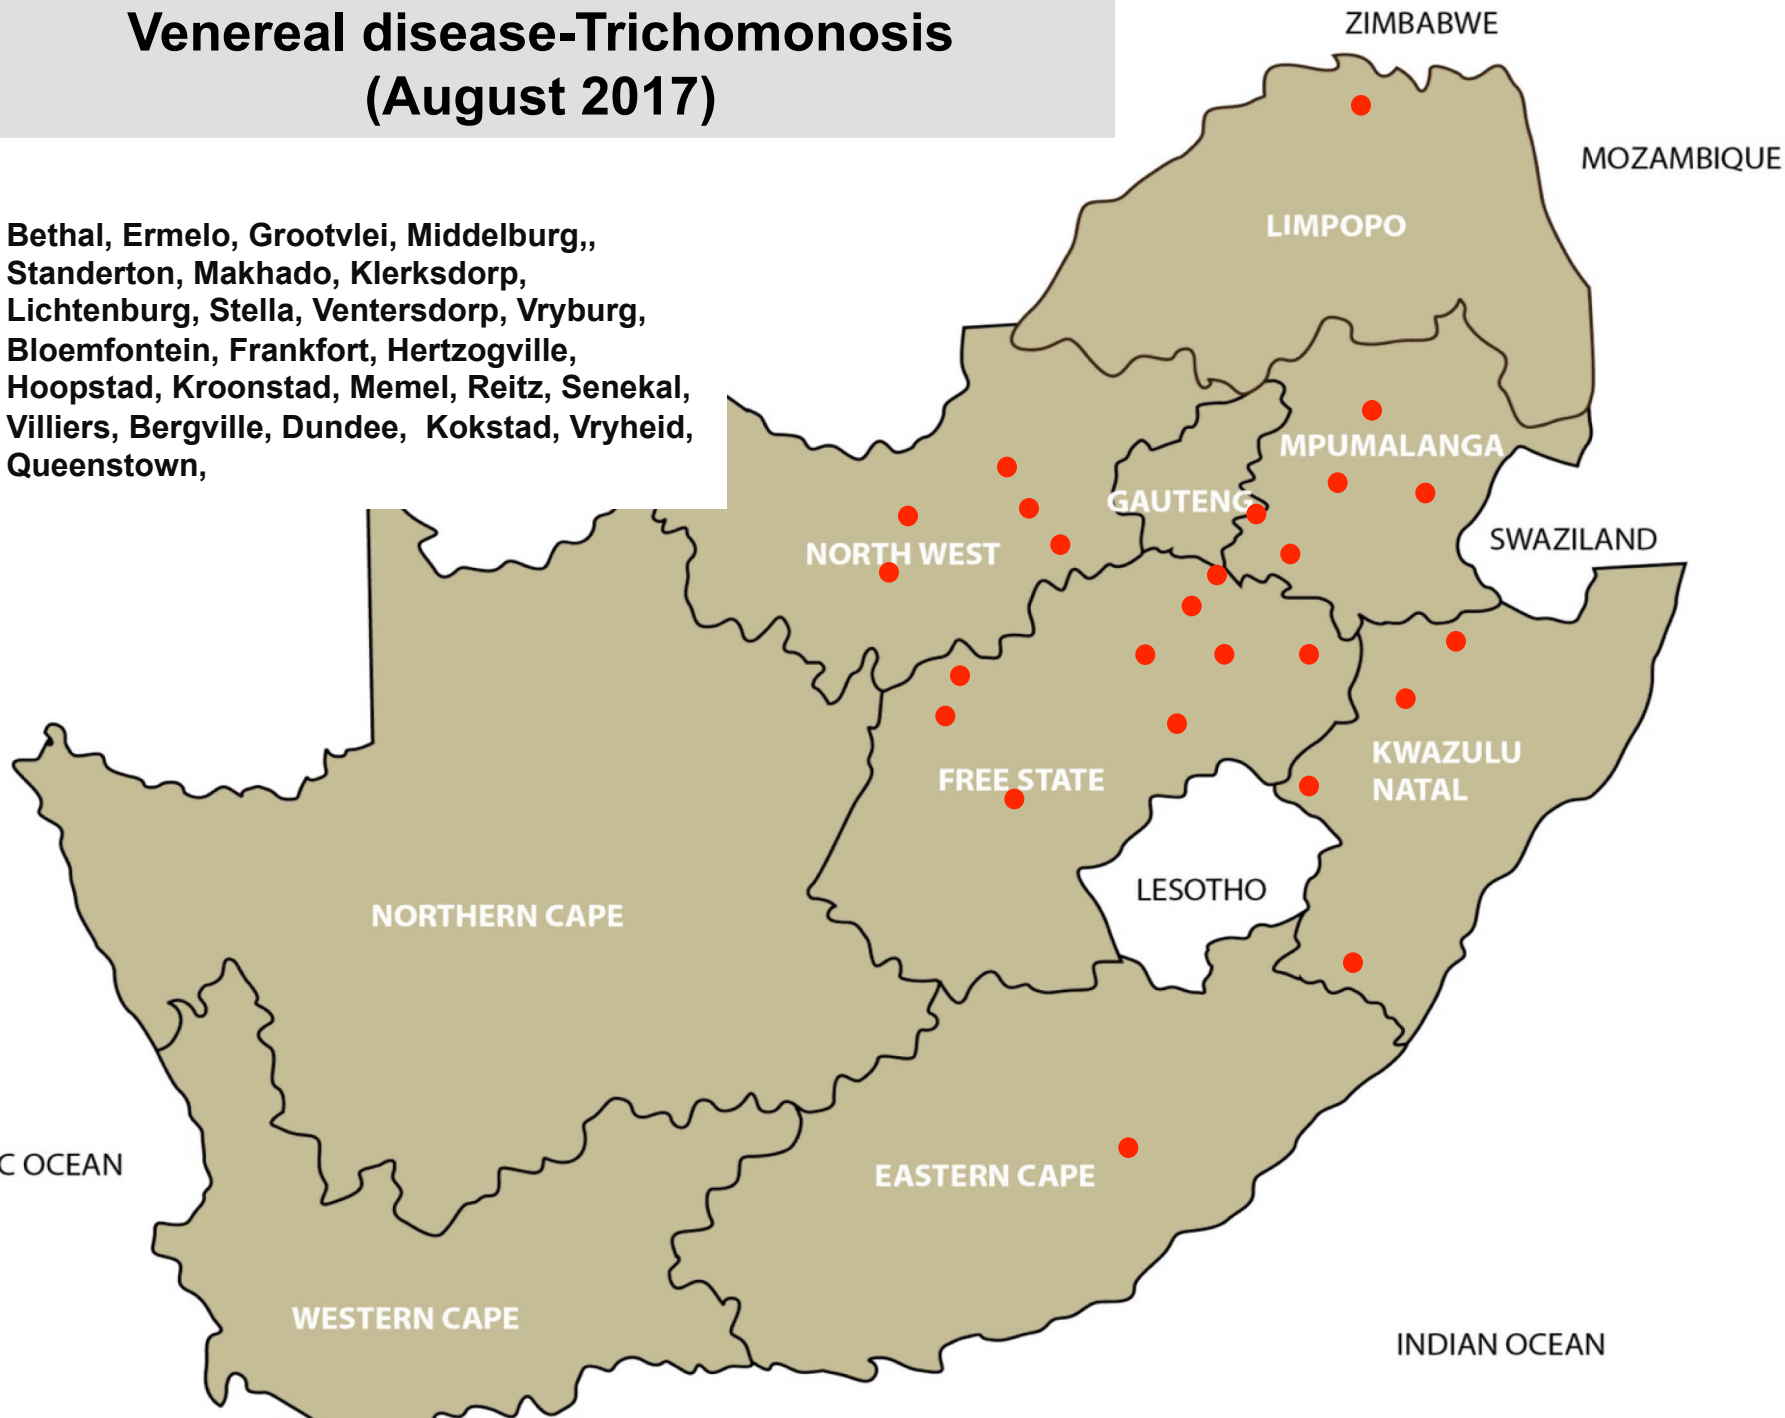 Venereal disease-Trichomonosis
(August 2017)
Bethal, Ermelo, Grootvlei, Middelburg,,
Standerton, Makhado, Klerksdorp,
Lichtenburg, Stella, Ventersdorp, Vryburg,
Bloemfontein, Frankfort, Hertzogville,
Hoopstad, Kroonstad, Memel, Reitz, Senekal,
Villiers, Bergville, Dundee,  Kokstad, Vryheid,
Queenstown,
ZIMBABWE
MOZAMBIQUE
LIMPOPO
MPUMALANGA
GAUTENG
SWAZILAND
NORTH WEST
KWAZULU
NATAL
FREE STATE
LESOTHO
NORTHERN CAPE
C OCEAN
EASTERN CAPE
WESTERN CAPE
INDIAN OCEAN